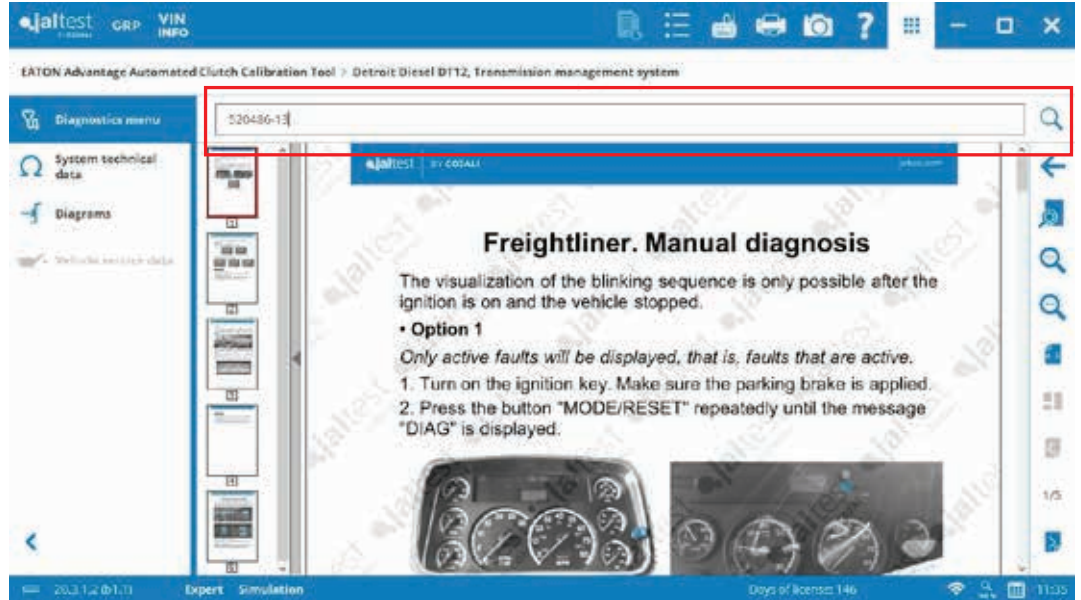 jaltest GRP VIN INFO
?
EATON Advantage Automated Clutch Calibration Tool > Detroit Diesel DT12, Transmission management system
Diagnostics menu
520486-13
System technical data
Diagrams
Vehicle service data
jaltest BY COJALI
1
2
3
4
5
Freightliner. Manual diagnosis
The visualization of the blinking sequence is only possible after the
ignition is on and the vehicle stopped.
• Option 1
Only active faults will be displayed, that is, faults that are active.
1. Turn on the ignition key. Make sure the parking brake is applied.
2. Press the button "MODE/RESET" repeatedly until the message
"DIAG" is displayed.
1/5
Expert Simulation
Days of license: 146
11:35